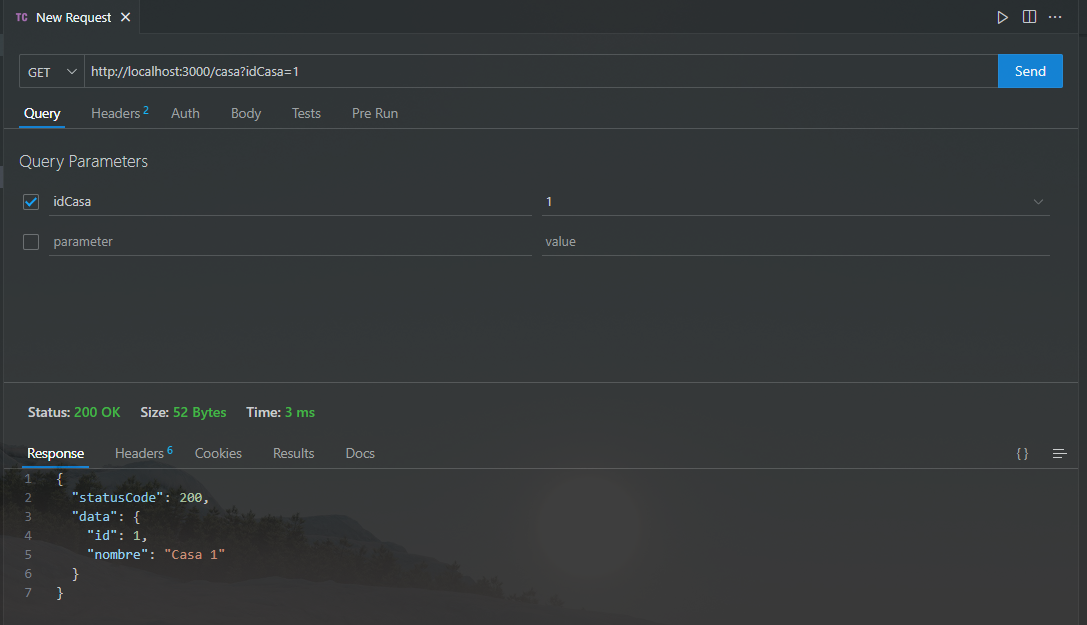 TC New Request
GET http://localhost:3000/casa?idCasa=1 Send
Query Headers 2 Auth Body Tests Pre Run
Query Parameters
idCasa 1
parameter value
Status: 200 OK Size: 52 Bytes Time: 3 ms
Response Headers 6 Cookies Results Docs { }
1 {
2 "statusCode": 200,
3 "data": {
4 "id": 1,
5 "nombre": "Casa 1"
6 }
7 }